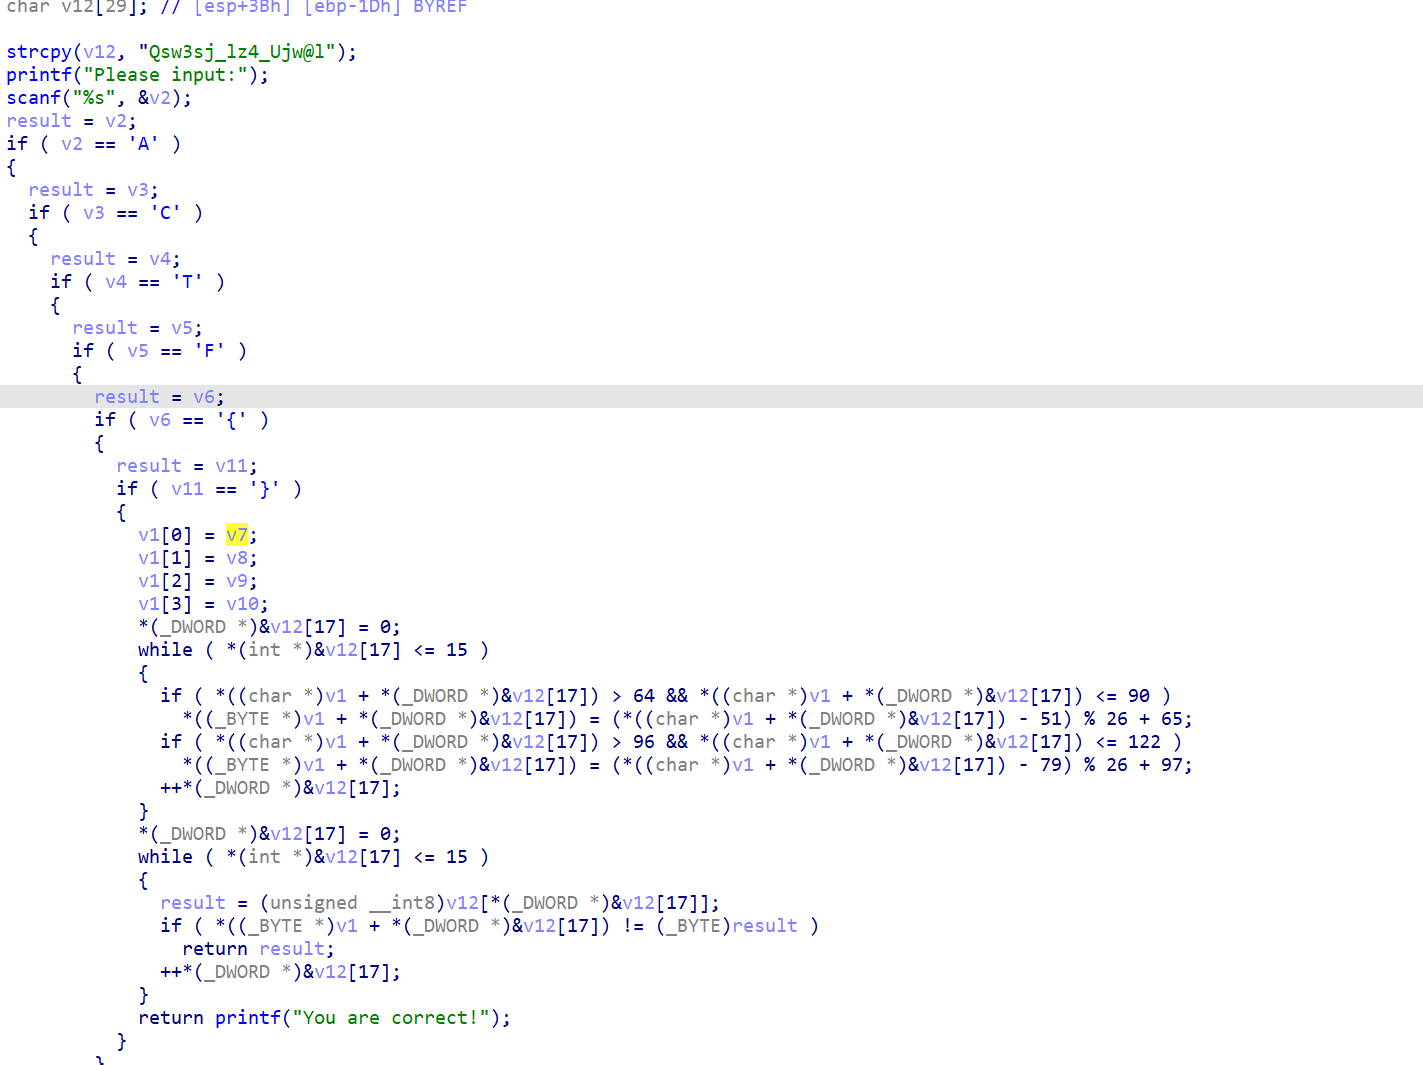 char v12[29]; // [esp+3Bh] [ebp-1Dh] BYREF
strcpy(v12, "Qsw3sj_lz4_Ujw@l");
printf("Please input:");
scanf("%s", &v2);
result = v2;
if ( v2 == 'A' )
{
result = v3;
if ( v3 == 'C' )
{
result = v4;
if ( v4 == 'T' )
{
result = v5;
if ( v5 == 'F' )
{
result = v6;
if ( v6 == '{' )
{
result = v11;
if ( v11 == '}' )
{
v1[0] = v7;
v1[1] = v8;
v1[2] = v9;
v1[3] = v10;
*(_DWORD *)&v12[17] = 0;
while ( *(int *)&v12[17] <= 15 )
{
if ( *((char *)v1 + *(_DWORD *)&v12[17]) > 64 && *((char *)v1 + *(_DWORD *)&v12[17]) <= 90 )
*((_BYTE *)v1 + *(_DWORD *)&v12[17]) = (*((char *)v1 + *(_DWORD *)&v12[17]) - 51) % 26 + 65;
if ( *((char *)v1 + *(_DWORD *)&v12[17]) > 96 && *((char *)v1 + *(_DWORD *)&v12[17]) <= 122 )
*((_BYTE *)v1 + *(_DWORD *)&v12[17]) = (*((char *)v1 + *(_DWORD *)&v12[17]) - 79) % 26 + 97;
++*(_DWORD *)&v12[17];
}
*(_DWORD *)&v12[17] = 0;
while ( *(int *)&v12[17] <= 15 )
{
result = (unsigned __int8)v12[*(_DWORD *)&v12[17]];
if ( *((_BYTE *)v1 + *(_DWORD *)&v12[17]) != (_BYTE)result )
return result;
++*(_DWORD *)&v12[17];
}
return printf("You are correct!");
}
}